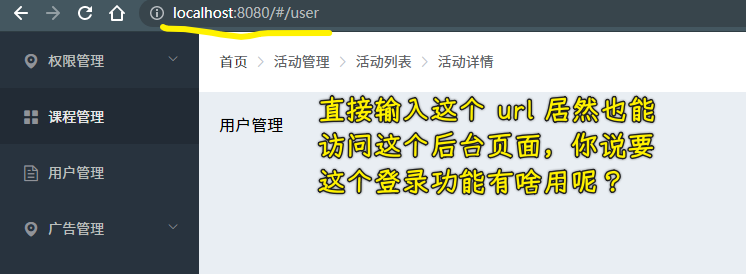 localhost:8080/#/user
权限管理
首页 > 活动管理 > 活动列表 > 活动详情
课程管理
用户管理
用户管理
广告管理
直接输入这个 url 居然也能
访问这个后台页面，你说要
这个登录功能有啥用呢？